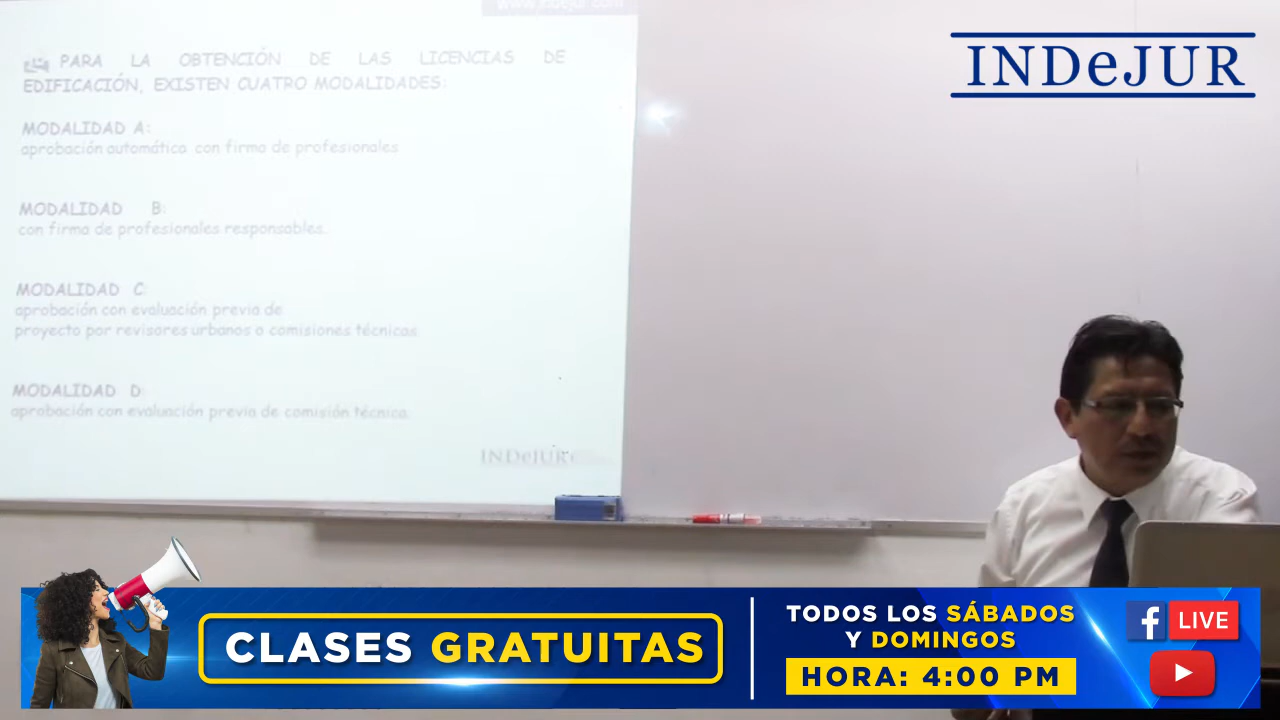 www.indejur.com
INDeJUR
PARA LA OBTENCIÓN DE LAS LICENCIAS DE
EDIFICACIÓN, EXISTEN CUATRO MODALIDADES:
MODALIDAD A:
aprobación automática con firma de profesionales
MODALIDAD B:
con firma de profesionales responsables.
MODALIDAD C:
aprobación con evaluación previa de
proyecto por revisores urbanos o comisiones técnicas
MODALIDAD D:
aprobación con evaluación previa de comisión técnica.
INDeJUR
CLASES GRATUITAS
TODOS LOS SÁBADOS
Y DOMINGOS
HORA: 4:00 PM
f LIVE